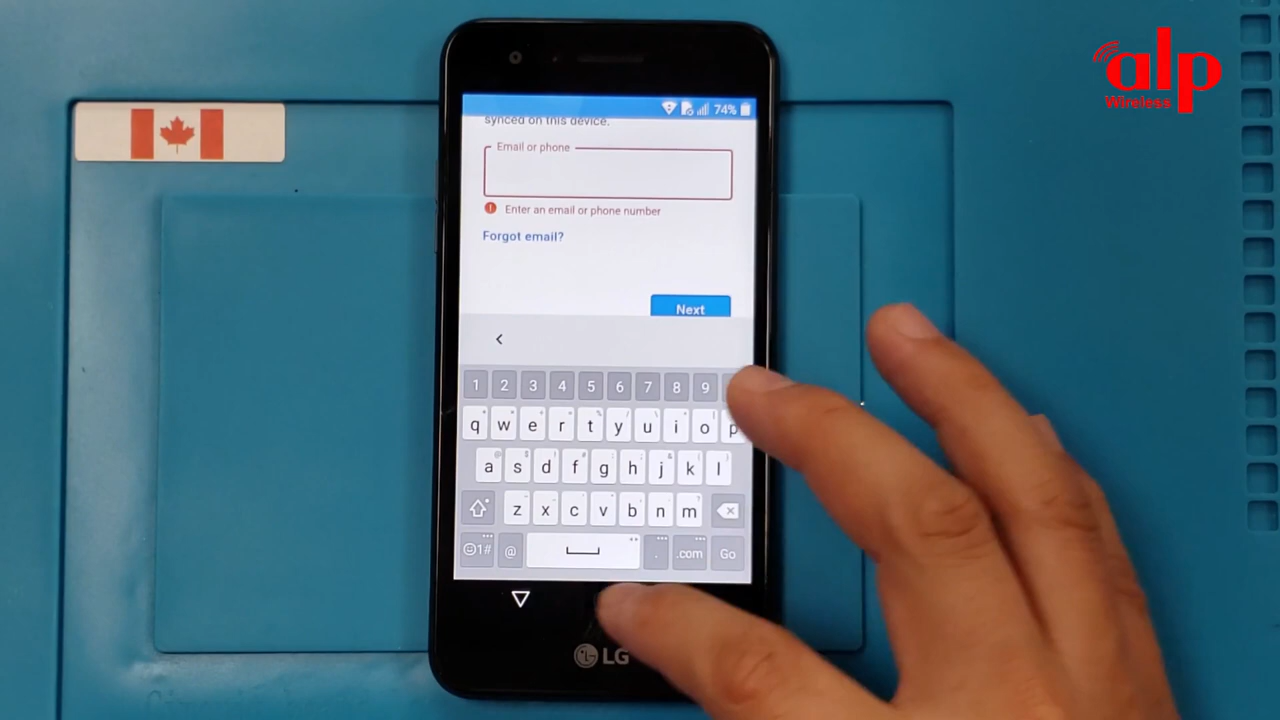 alp
Wireless
74%
synced on this device.
Email or phone
Enter an email or phone number
Forgot email?
Next
1 2 3 4 5 6 7 8 9
q w e r t y u i o p
a s d f g h j k l
z x c v b n m
1# @ . .com Go
LG